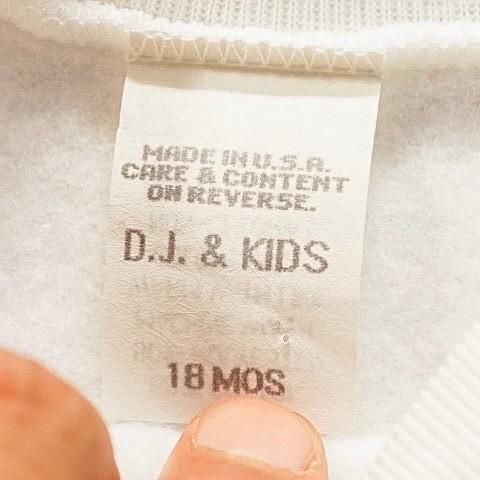 MADE IN U.S.A.
CARE & CONTENT
ON REVERSE.
D.J. & KIDS
18 MOS